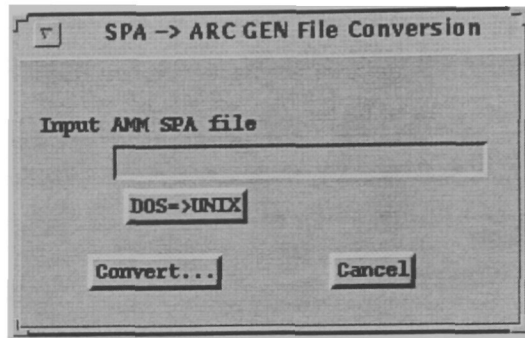 SPA -> ARC GEN File Conversion
Input AMM SPA file
DOS=>UNIX
Convert...
Cancel